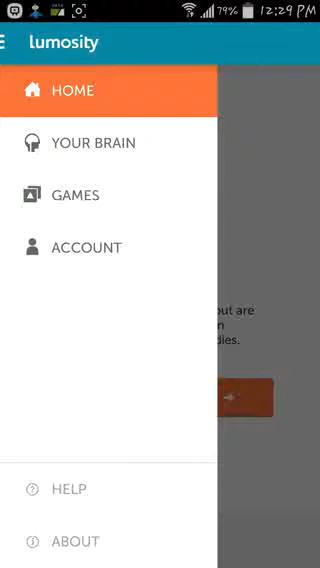 79% 12:29 PM
lumosity
HOME
YOUR BRAIN
GAMES
ACCOUNT
out are
n
dies.
HELP
ABOUT